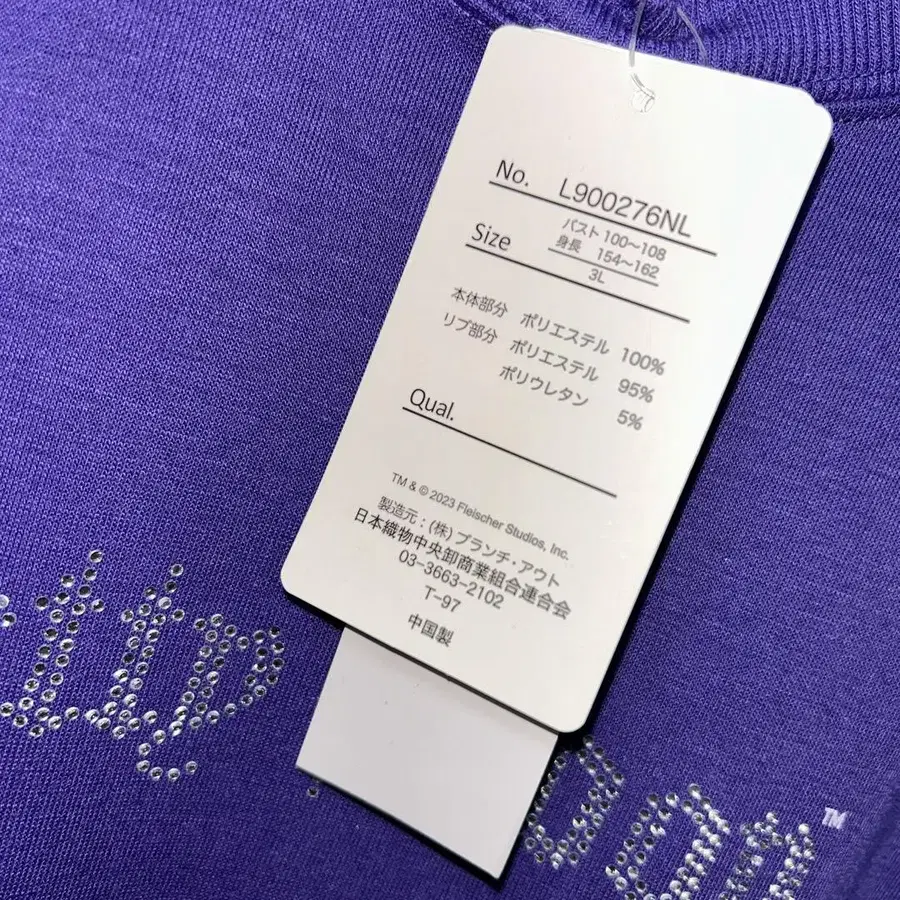 No. L900276NL
Size バスト 100〜108
身長 154〜162
3L
本体部分 ポリエステル 100%
リブ部分 ポリエステル 95%
ポリウレタン 5%
Qual.
TM & © 2023 Fleischer Studios, Inc.
製造元：(株) ブランチ・アウト
日本織物中央卸商業組合連合会
03-3663-2102
T-97
中国製
TM